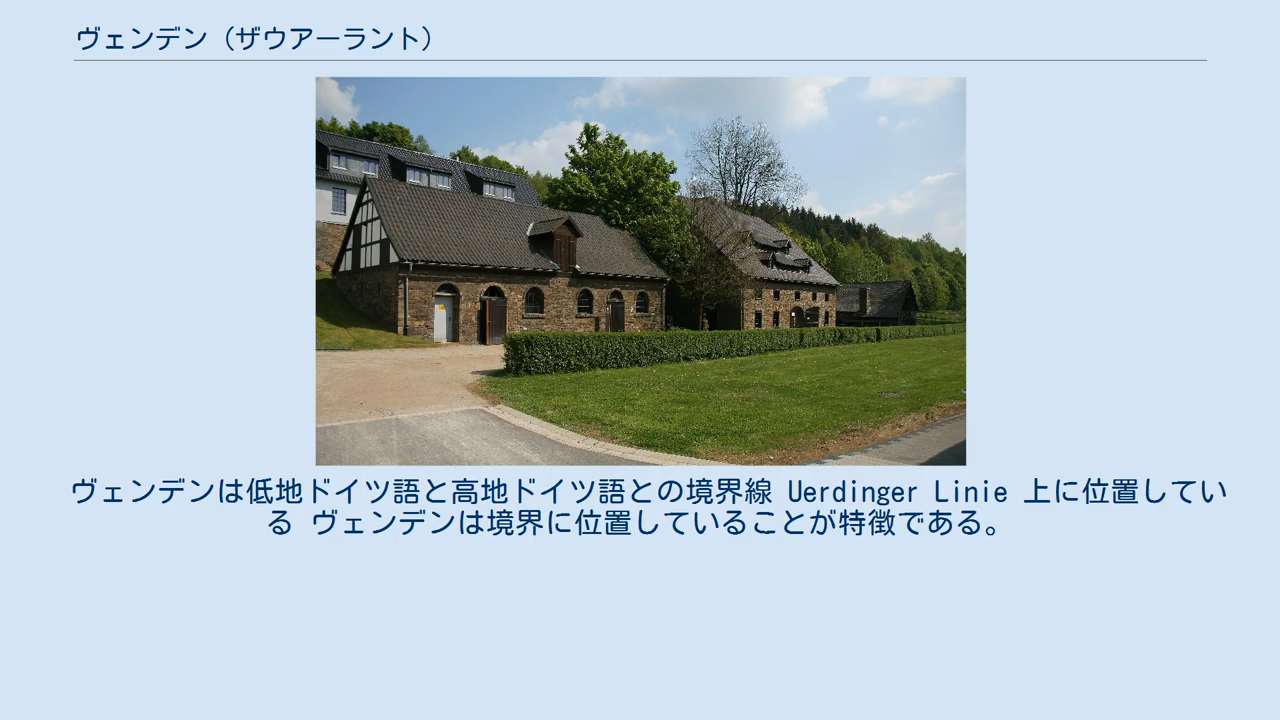 ヴェンデン（ザウアーラント）
ヴェンデンは低地ドイツ語と高地ドイツ語との境界線 Uerdinger Linie 上に位置してい
る ヴェンデンは境界に位置していることが特徴である。